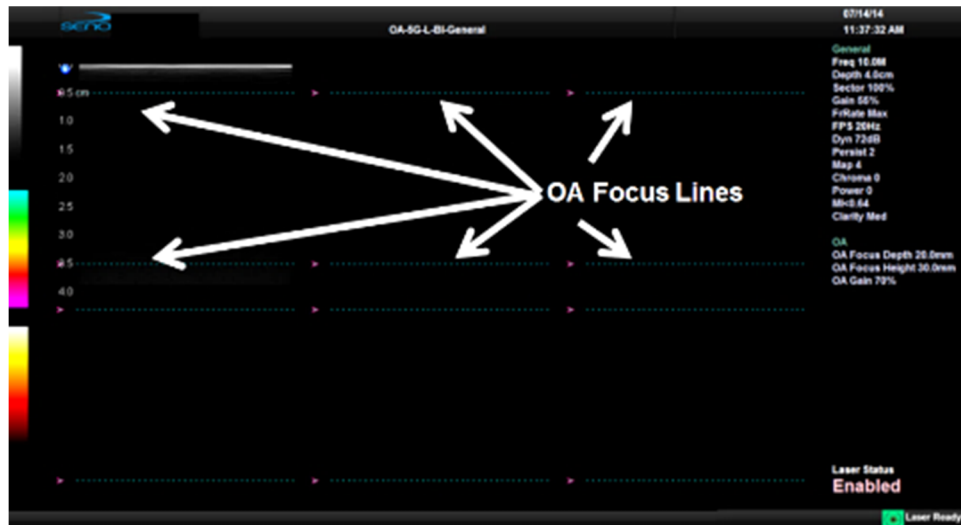 SENO
OA-5G-L-BI-General
07/14/14
11:37:32 AM
General
Freq 10.0M
Depth 4.0cm
Sector 100%
Gain 55%
FrRate Max
FPS 20Hz
Dyn 72dB
Persist 2
Map 4
Chroma 0
Power 0
MI<0.64
Clarity Med
OA
OA Focus Depth 20.0mm
OA Focus Height 30.0mm
OA Gain 70%
0.5 cm
1.0
1.5
2.0
2.5
3.0
3.5
4.0
OA Focus Lines
Laser Status
Enabled
Laser Ready